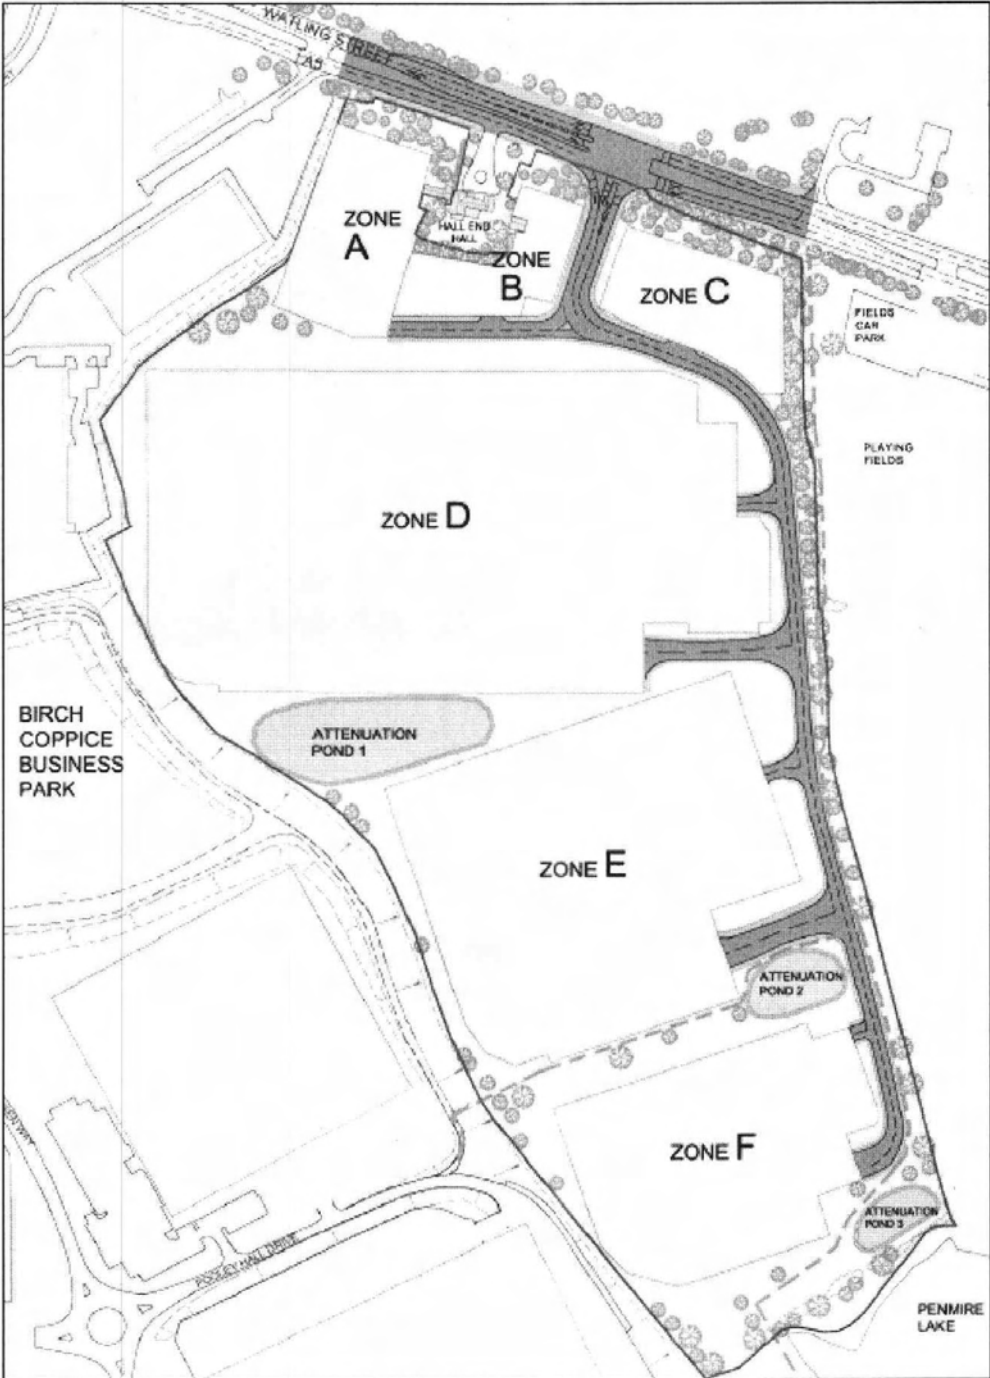 WATLING STREET
A5
ZONE
A
HALL END
HALL
ZONE
B
ZONE C
FIELDS
CAR
PARK
PLAYING
FIELDS
ZONE D
BIRCH
COPPICE
BUSINESS
PARK
ATTENUATION
POND 1
ZONE E
ATTENUATION
POND 2
ZONE F
ATTENUATION
POND 3
POOLEY HALL DRIVE
PENMIRE
LAKE